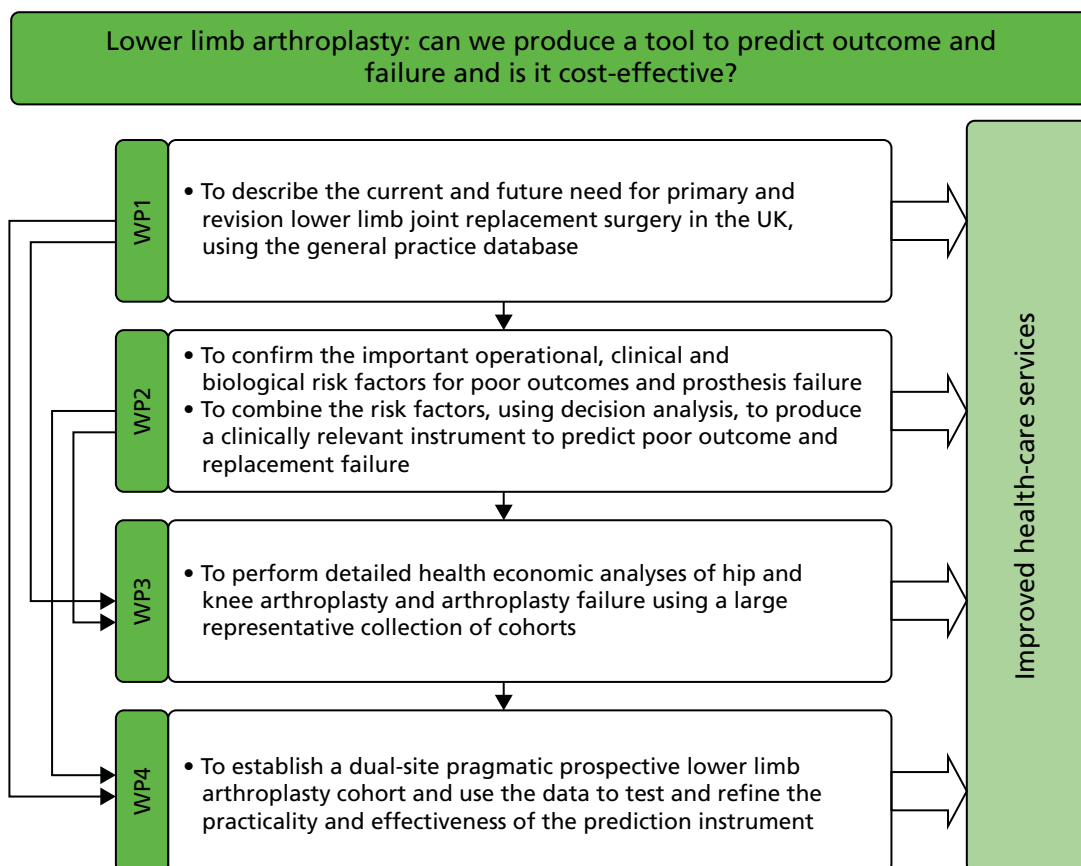 Lower limb arthroplasty: can we produce a tool to predict outcome and
failure and is it cost-effective?
WP1
• To describe the current and future need for primary and
revision lower limb joint replacement surgery in the UK,
using the general practice database
WP2
• To confirm the important operational, clinical and
biological risk factors for poor outcomes and prosthesis failure
• To combine the risk factors, using decision analysis, to produce
a clinically relevant instrument to predict poor outcome and
replacement failure
WP3
• To perform detailed health economic analyses of hip and
knee arthroplasty and arthroplasty failure using a large
representative collection of cohorts
WP4
• To establish a dual-site pragmatic prospective lower limb
arthroplasty cohort and use the data to test and refine the
practicality and effectiveness of the prediction instrument
Improved health-care services